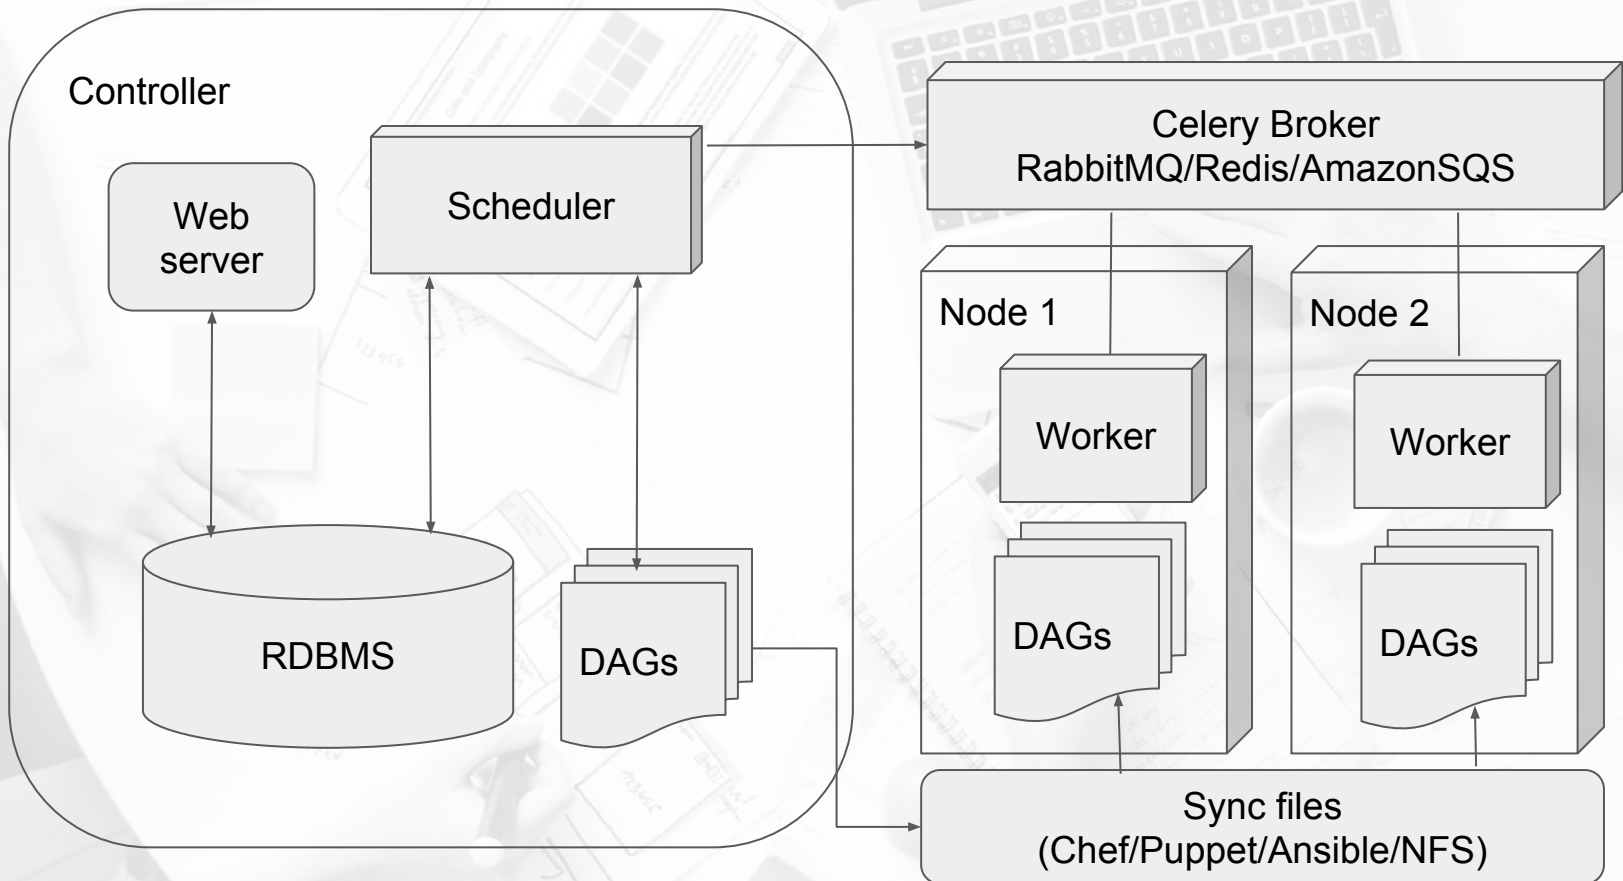 Controller
Web
server
Scheduler
RDBMS
DAGs
Celery Broker
RabbitMQ/Redis/AmazonSQS
Node 1
Worker
DAGs
Node 2
Worker
DAGs
Sync files
(Chef/Puppet/Ansible/NFS)